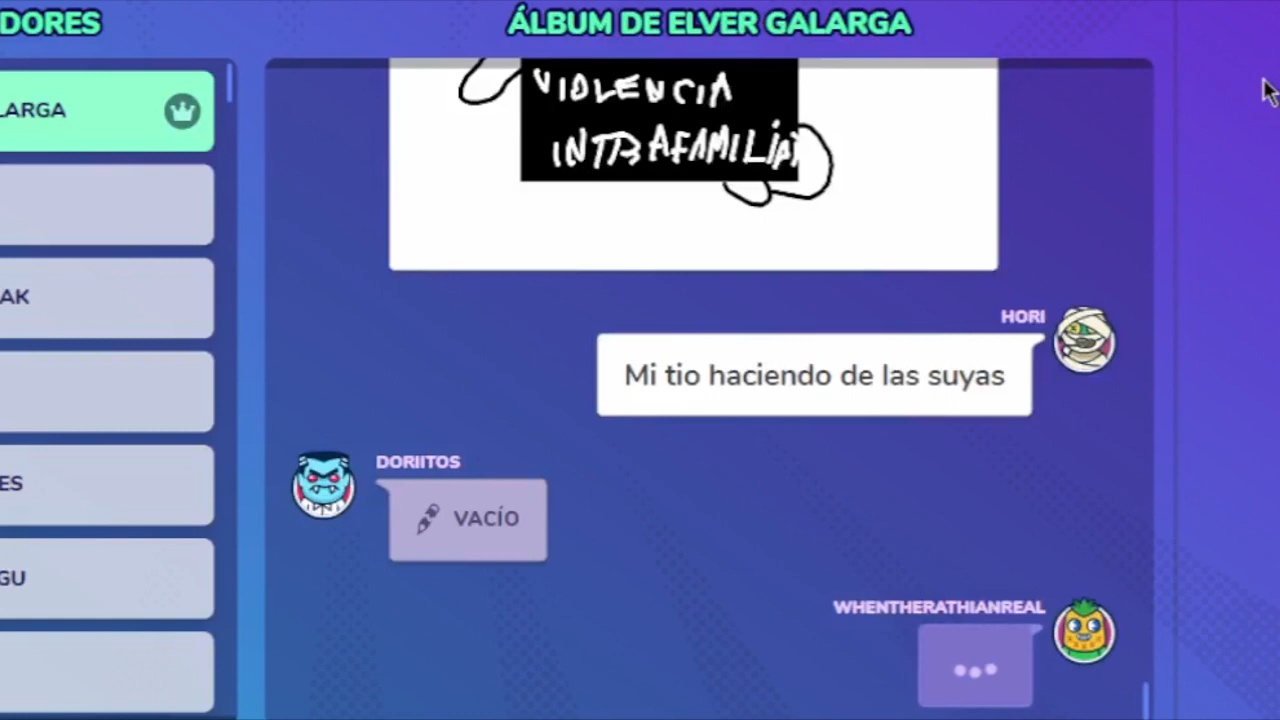 DORES
ÁLBUM DE ELVER GALARGA
LARGA
AK
ES
GU
VIOLENCIA
INTRAFAMILIAR
HORI
Mi tio haciendo de las suyas
DORIITOS
VACÍO
WHENTHERATHIANREAL